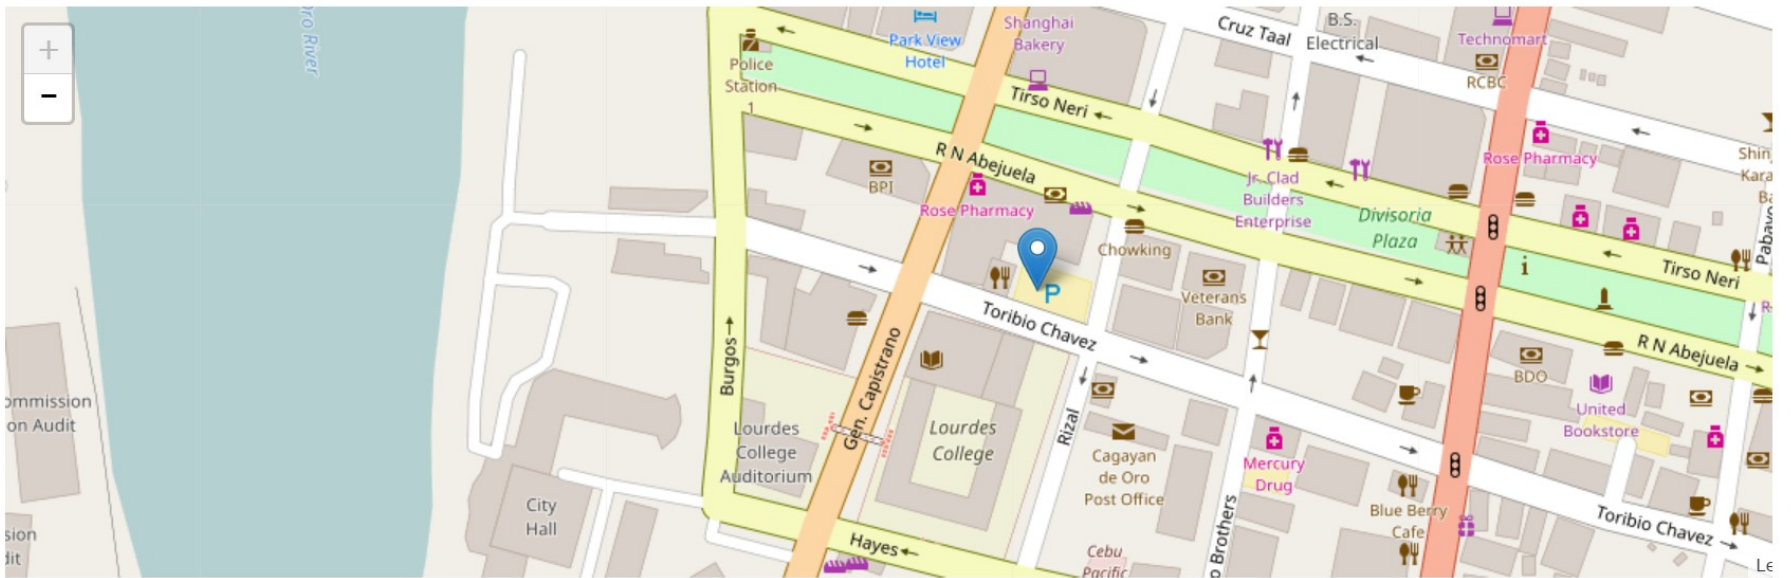 +
−
oro River
Police
Station
1
Park View
Hotel
Shanghai
Bakery
Cruz Taal
B.S.
Electrical
Technomart
RCBC
Tirso Neri
R N Abejuela
BPI
Rose Pharmacy
Jr. Clad
Builders
Enterprise
Divisoria
Plaza
Rose Pharmacy
Shin
Kara
Ba
Pabayo
Chowking
P
Veterans
Bank
Toribio Chavez
i
Tirso Neri
R
R N Abejuela
BDO
United
Bookstore
Burgos
Gen. Capistrano
Lourdes
College
Auditorium
Lourdes
College
Rizal
Cagayan
de Oro
Post Office
Mercury
Drug
Blue Berry
Cafe
Toribio Chavez
ommission
on Audit
sion
dit
City
Hall
Hayes
Cebu
Pacific
o Brothers
Le